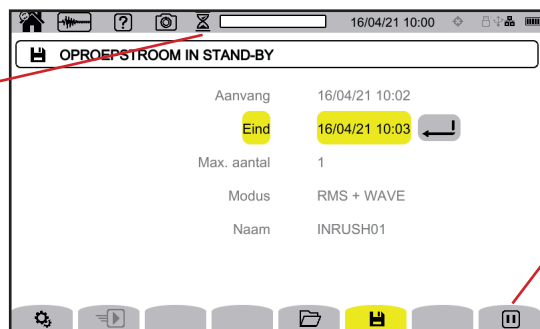 16/04/21 10:00
OPROEPSTROOM IN STAND-BY
Aanvang 16/04/21 10:02
Eind 16/04/21 10:03
Max. aantal 1
Modus RMS + WAVE
Naam INRUSH01